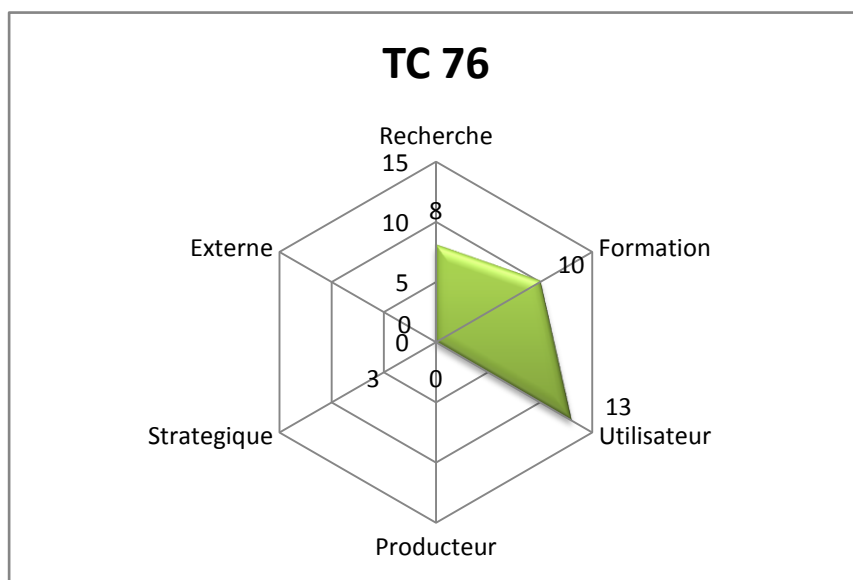 TC 76
Recherche
15
10
8
5
0
0
Externe
Formation
10
3
0
13
Strategique
Utilisateur
Producteur